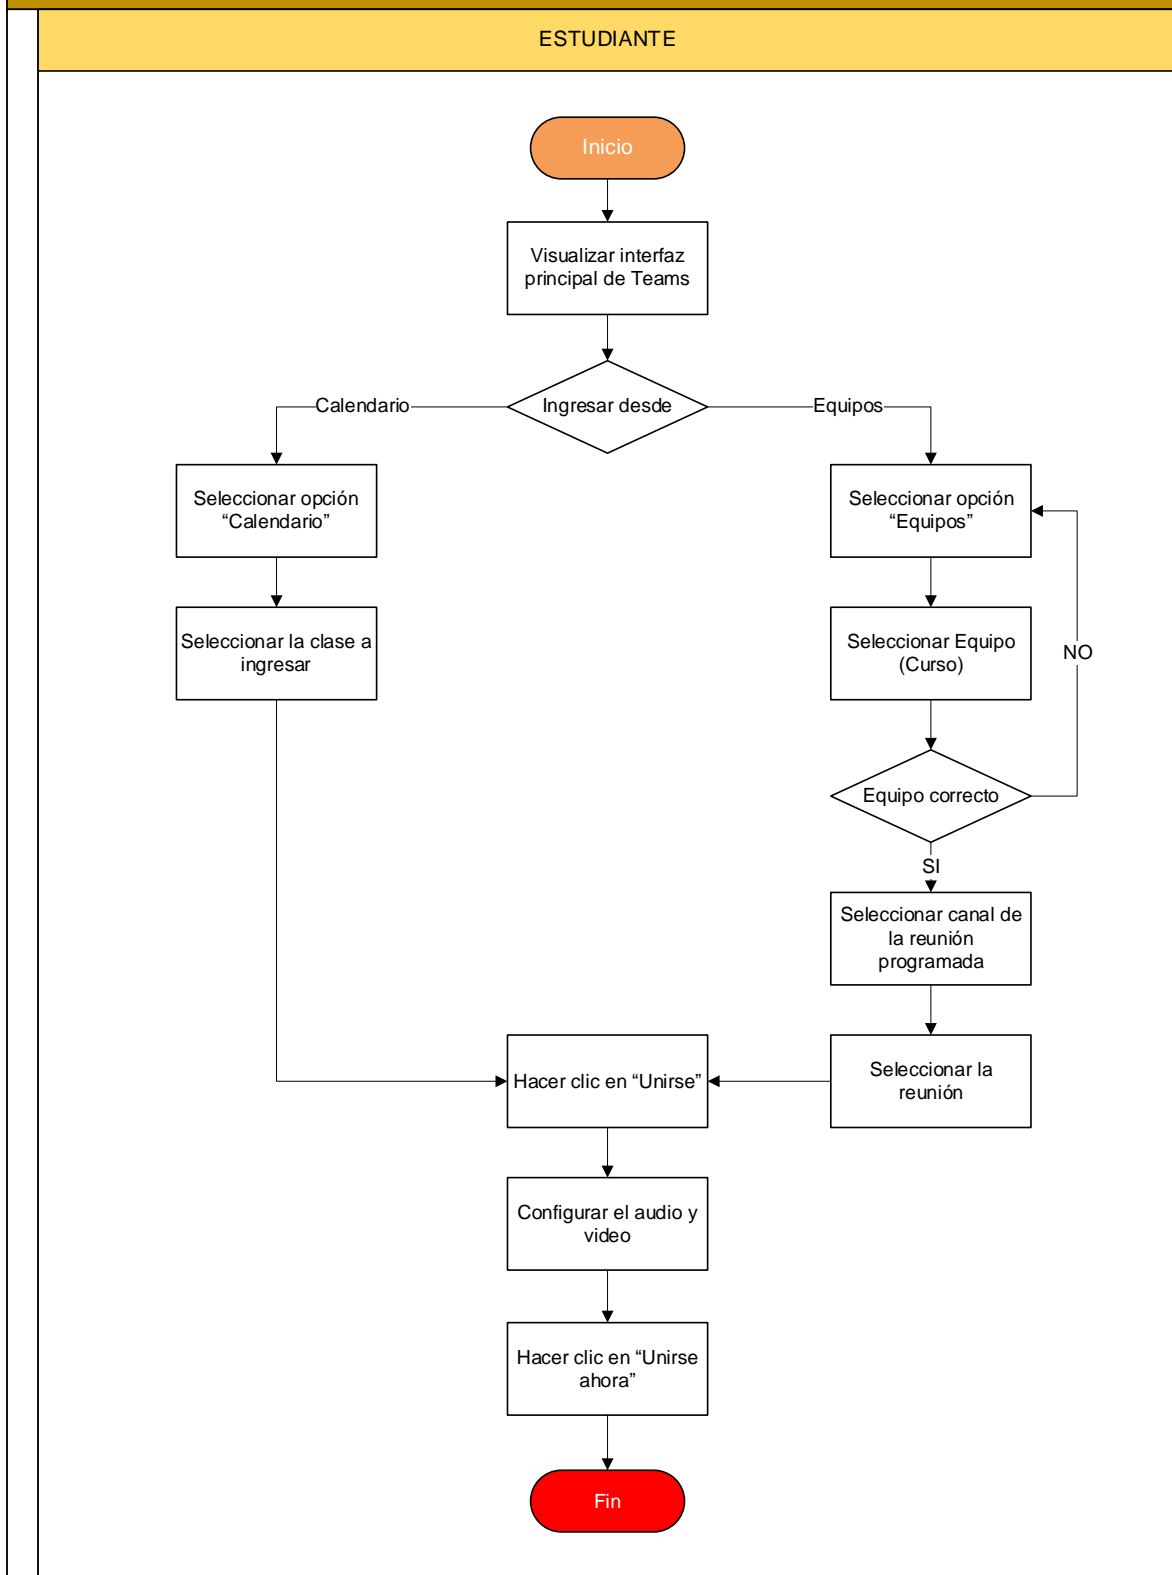 ESTUDIANTE
Inicio
Visualizar interfaz
principal de Teams
Ingresar desde
Calendario
Equipos
Seleccionar opción
“Calendario”
Seleccionar opción
“Equipos”
Seleccionar la clase a
ingresar
Seleccionar Equipo
(Curso)
NO
Equipo correcto
SI
Seleccionar canal de
la reunión
programada
Hacer clic en “Unirse”
Seleccionar la
reunión
Configurar el audio y
video
Hacer clic en “Unirse
ahora”
Fin